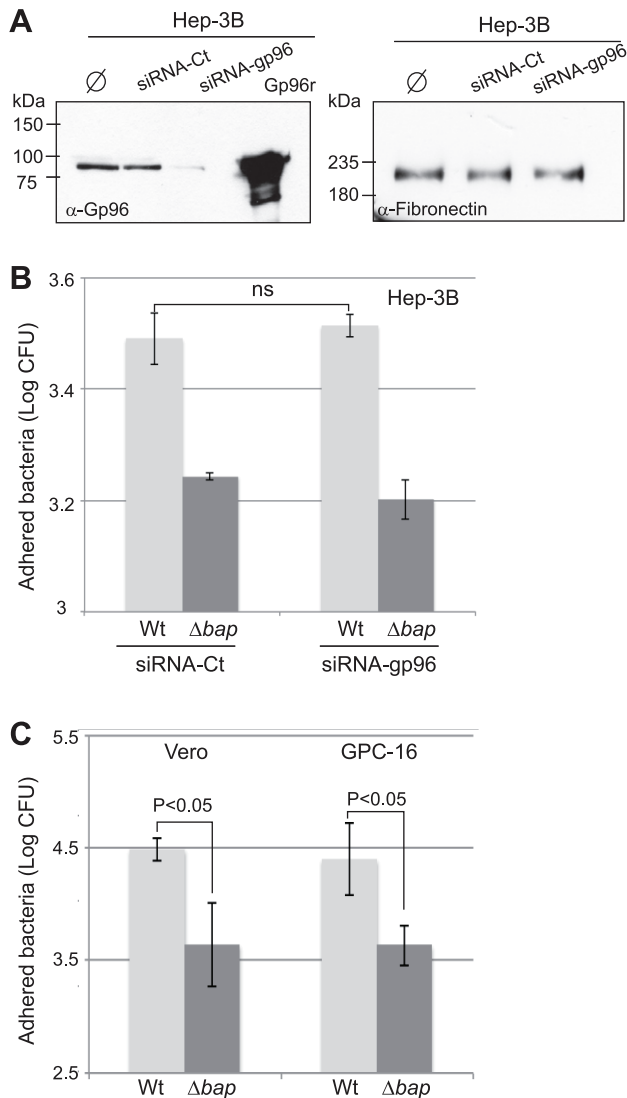 A
Hep-3B
∅ siRNA-Ct siRNA-gp96 Gp96r
kDa
150
100
75
α-Gp96
Hep-3B
∅ siRNA-Ct siRNA-gp96
kDa
235
180
α-Fibronectin
B
Adhered bacteria (Log CFU)
3.6
3.4
3.2
3
ns
Hep-3B
Wt Δbap Wt Δbap
siRNA-Ct siRNA-gp96
C
Adhered bacteria (Log CFU)
5.5
4.5
3.5
2.5
Vero GPC-16
P<0.05 P<0.05
Wt Δbap Wt Δbap